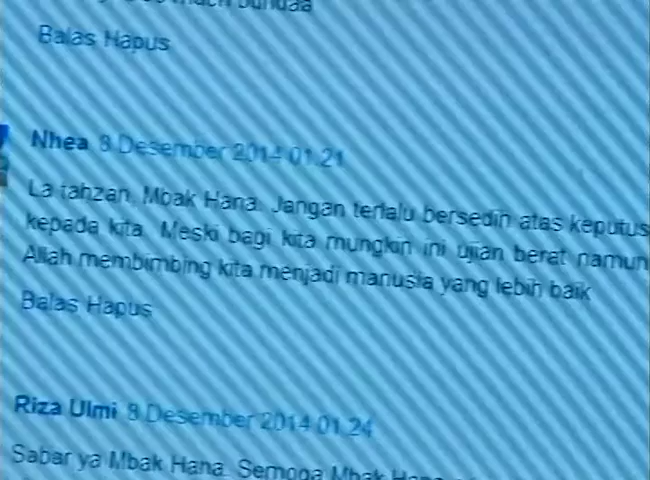 Balas Hapus
Nhea 8 Desember 2014 01.21
La tahzan, Mbak Hana. Jangan terlalu bersedih atas keputus
kepada kita. Meski bagi kita mungkin ini ujian berat namun
Allah membimbing kita menjadi manusia yang lebih baik
Balas Hapus
Riza Ulmi 8 Desember 2014 01.24
Sabar ya Mbak Hana. Semoga Mbak Hana